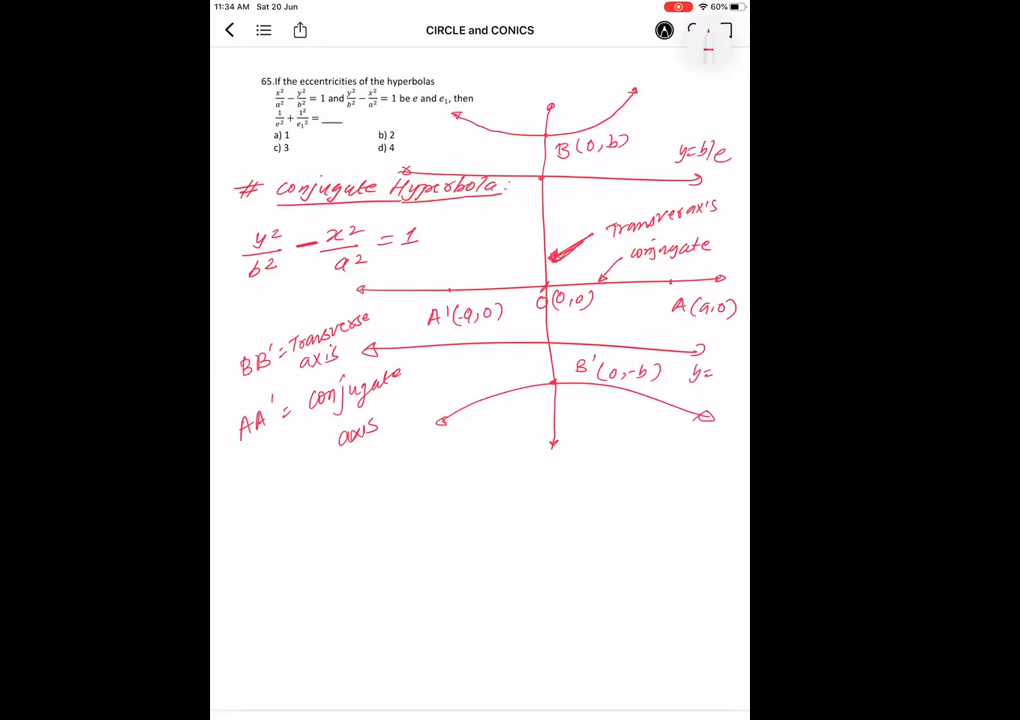 11:34 AM Sat 20 Jun
60%
CIRCLE and CONICS
65.If the eccentricities of the hyperbolas
x²/a² − y²/b² = 1 and y²/b² − x²/a² = 1 be e and e₁, then
1/e² + 1²/e₁² = ___
a) 1 b) 2
c) 3 d) 4
B(0,b)
y=b/e
# Conjugate Hyperbola:
y²/b² − x²/a² = 1
Transver axis
conjugate
O(0,0)
A'(-a,0)
A(a,0)
BB' = Transverse
axis
B'(0,-b) y=
AA' = conjugate
axis